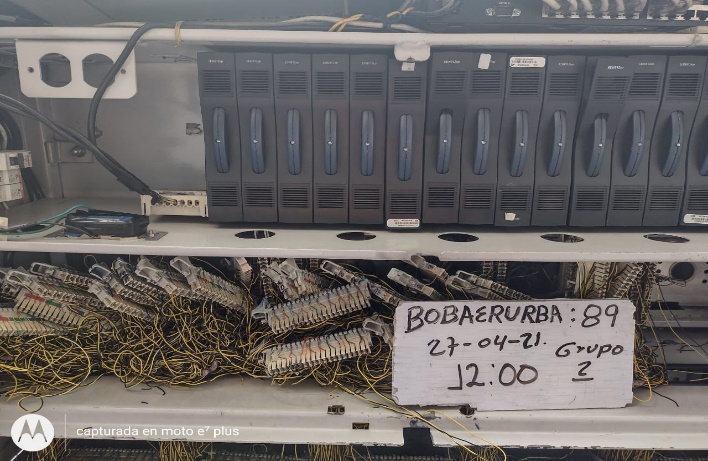 BOBAERURBA: 89
27-04-21. Grupo
12:00 2
capturada en moto e⁷ plus